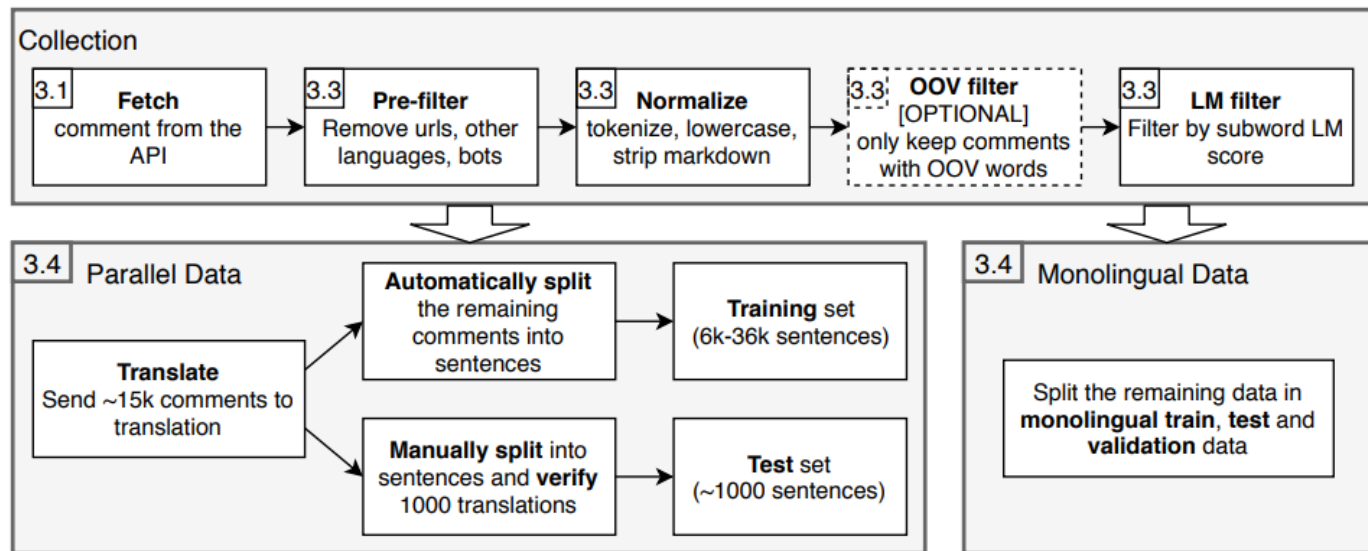 Collection
3.1
Fetch
comment from the
API
3.3
Pre-filter
Remove urls, other
languages, bots
3.3
Normalize
tokenize, lowercase,
strip markdown
3.3
OOV filter
[OPTIONAL]
only keep comments
with OOV words
3.3
LM filter
Filter by subword LM
score
3.4
Parallel Data
Translate
Send ~15k comments to
translation
Automatically split
the remaining
comments into
sentences
Training set
(6k-36k sentences)
Manually split into
sentences and verify
1000 translations
Test set
(~1000 sentences)
3.4
Monolingual Data
Split the remaining data in
monolingual train, test and
validation data